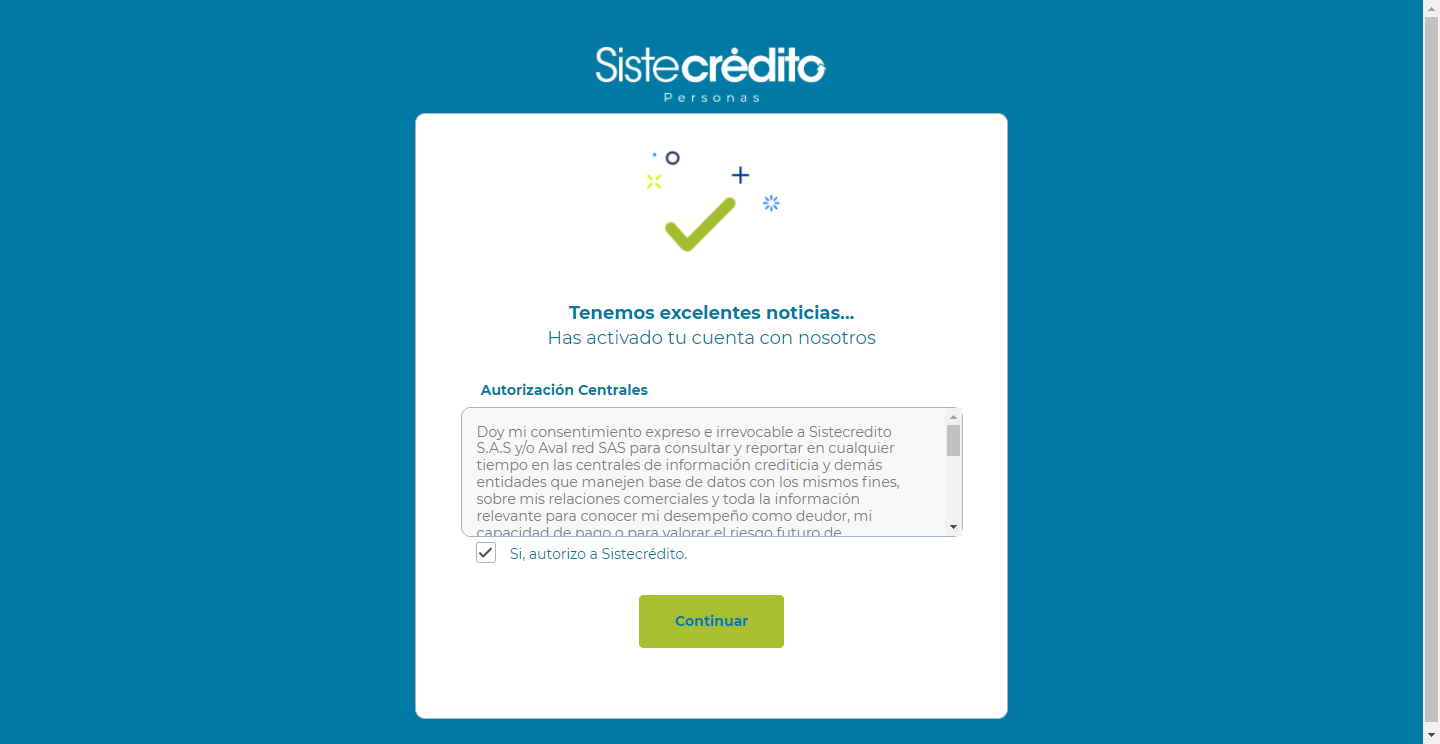 Sistecrédito
Personas
Tenemos excelentes noticias...
Has activado tu cuenta con nosotros
Autorización Centrales
Doy mi consentimiento expreso e irrevocable a Sistecredito
S.A.S y/o Aval red SAS para consultar y reportar en cualquier
tiempo en las centrales de información crediticia y demás
entidades que manejen base de datos con los mismos fines,
sobre mis relaciones comerciales y toda la información
relevante para conocer mi desempeño como deudor, mi
capacidad de pago o para valorar el riesgo futuro de
Si, autorizo a Sistecrédito.
Continuar